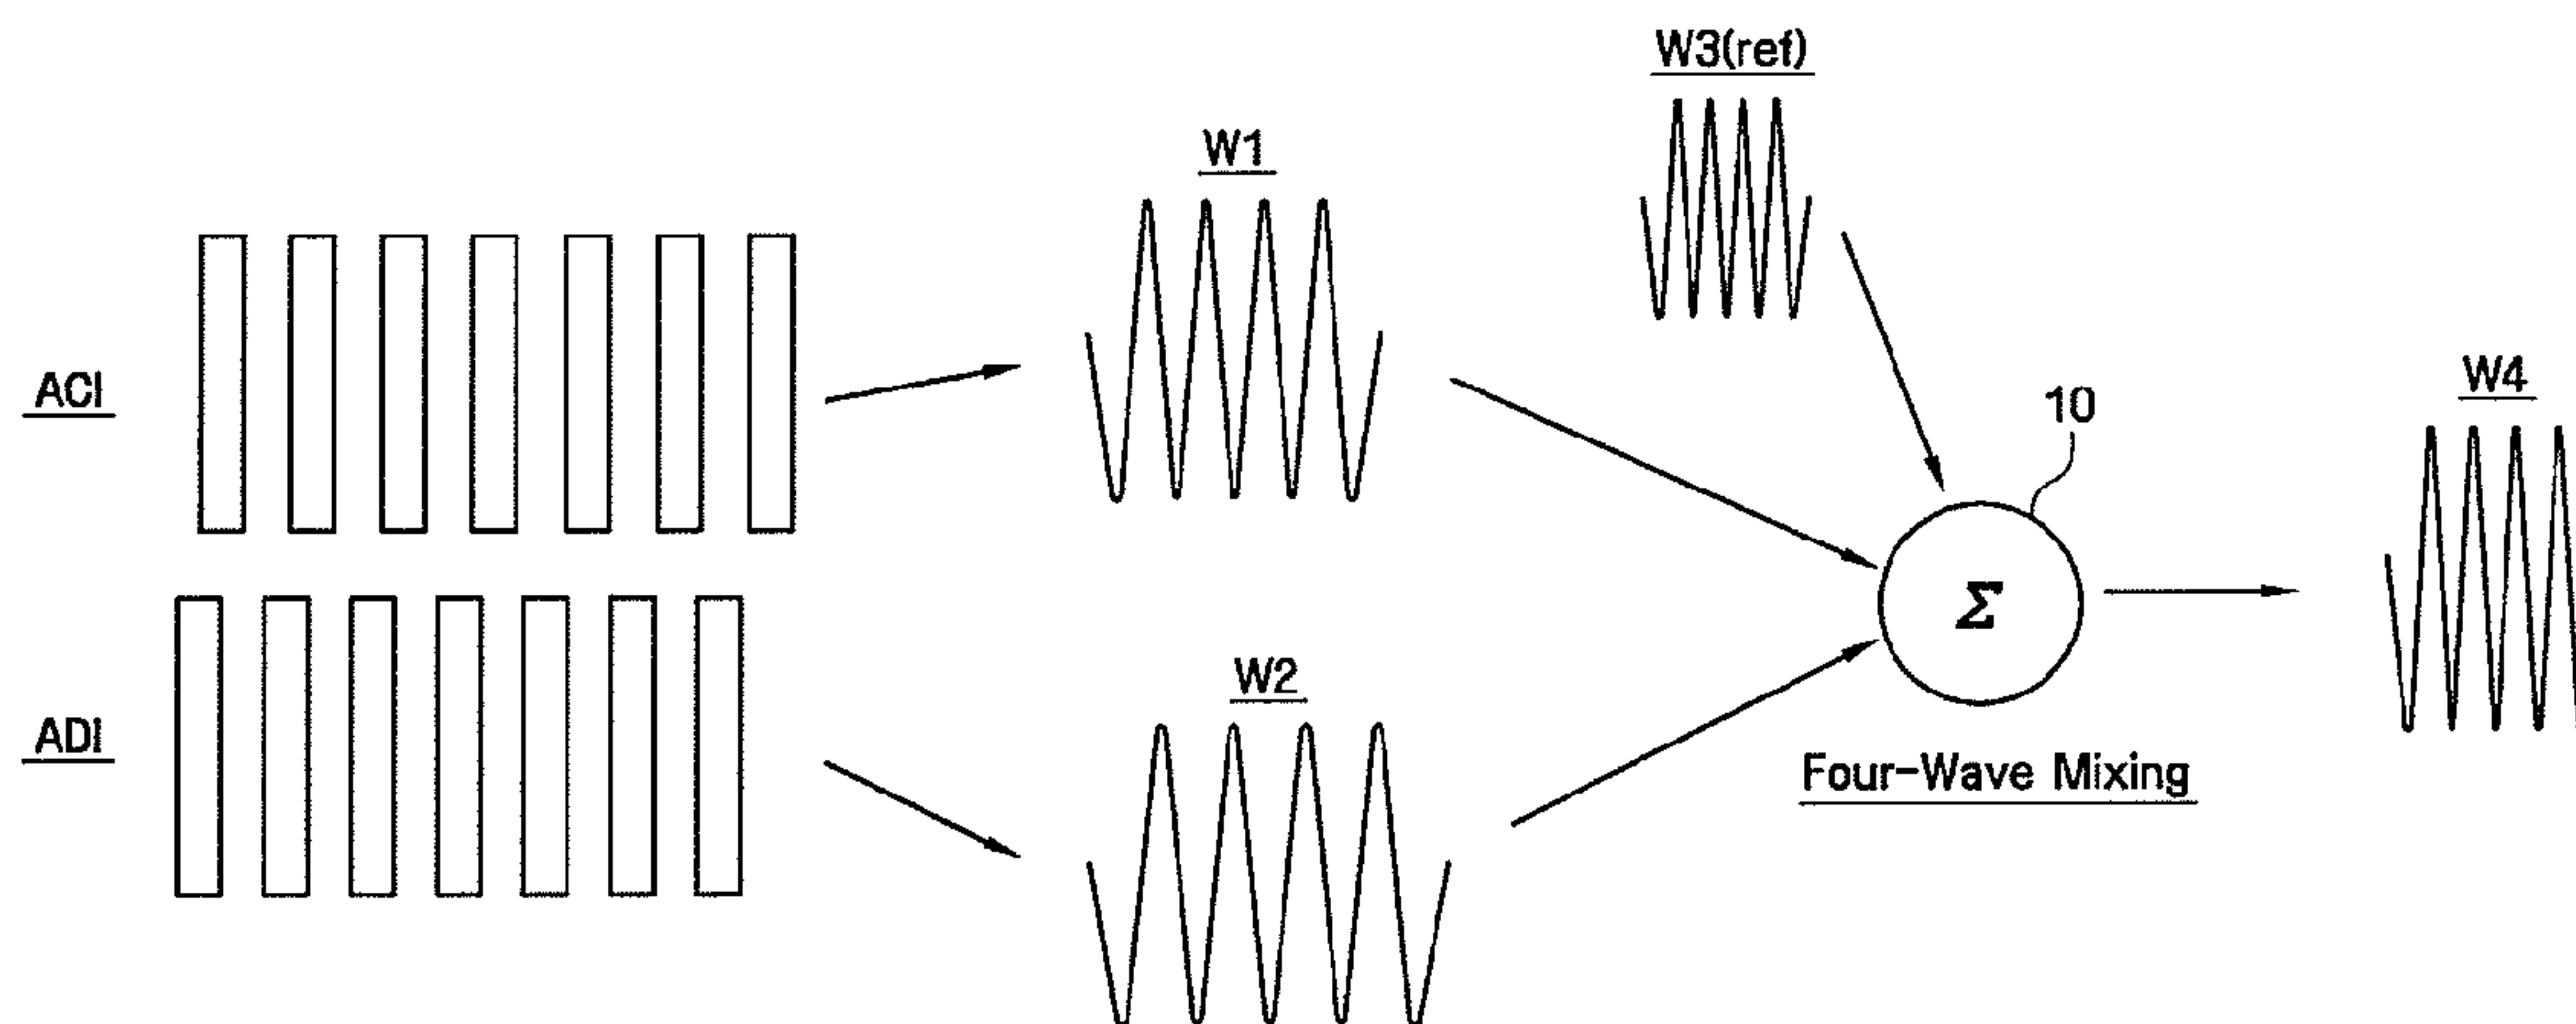 W3(ref)
W1
ACI
10
W4
Σ
W2
ADI
Four-Wave Mixing